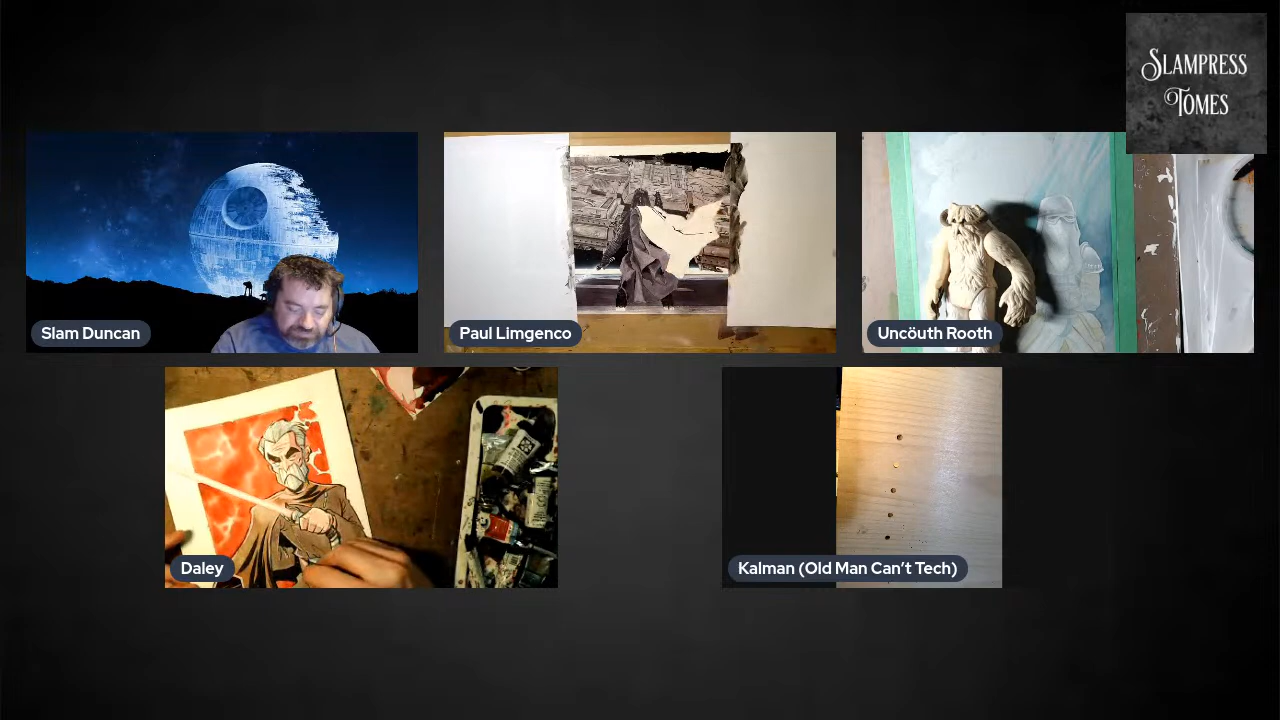 SLAMPRESS
TOMES
Slam Duncan
Paul Limgenco
Uncöuth Rooth
Daley
Kalman (Old Man Can't Tech)